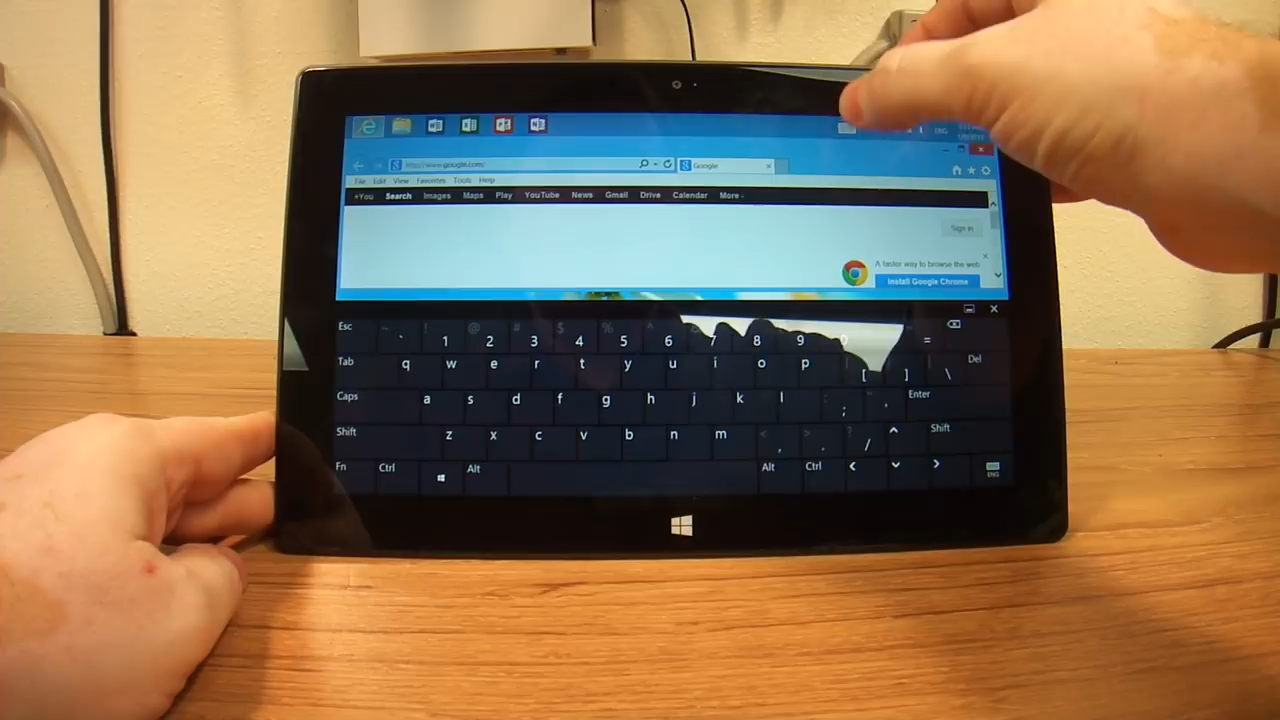 ENG
http://www.google.com/
Google
File Edit View Favorites Tools Help
+You Search Images Maps Play YouTube News Gmail Drive Calendar More
Sign in
A faster way to browse the web
Install Google Chrome
Esc ~ ` ! 1 @ 2 # 3 $ 4 % 5 ^ 6 7 8 9 0 =
Tab q w e r t y u i o p [ ] | \ Del
Caps a s d f g h j k l : ; " ' Enter
Shift z x c v b n m < , > . ? / Shift
Fn Ctrl Alt Alt Ctrl ENG